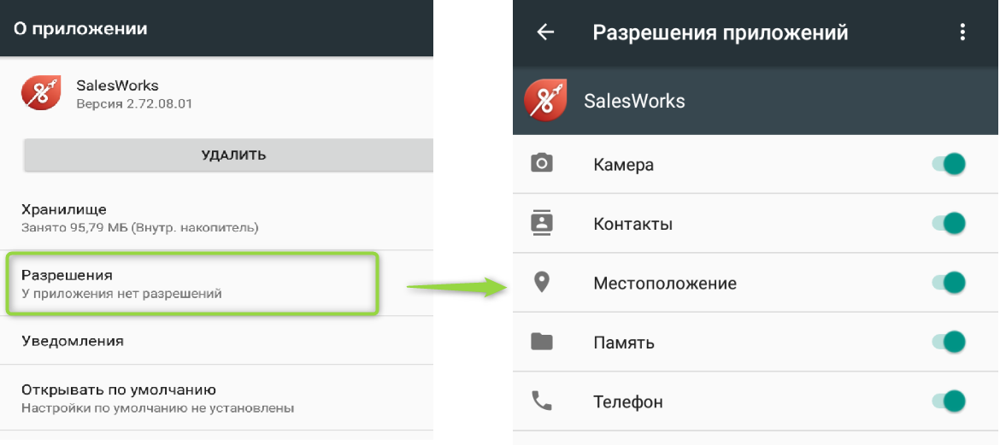 О приложении
SalesWorks
Версия 2.72.08.01
УДАЛИТЬ
Хранилище
Занято 95,79 МБ (Внутр. накопитель)
Разрешения
У приложения нет разрешений
Уведомления
Открывать по умолчанию
Настройки по умолчанию не установлены
Разрешения приложений
SalesWorks
Камера
Контакты
Местоположение
Память
Телефон